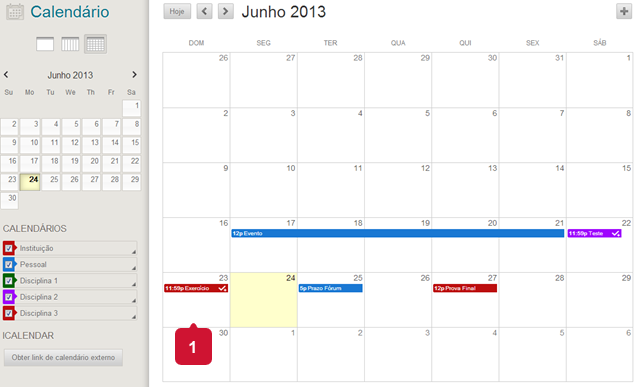 Calendário
Junho 2013
Su Mo Tu We Th Fr Sa
1
2 3 4 5 6 7 8
9 10 11 12 13 14 15
16 17 18 19 20 21 22
23 24 25 26 27 28 29
30
CALENDÁRIOS
Instituição
Pessoal
Disciplina 1
Disciplina 2
Disciplina 3
ICALENDAR
Obter link de calendário externo
Hoje Junho 2013
DOM SEG TER QUA QUI SEX SÁB
26 27 28 29 30 31 1
2 3 4 5 6 7 8
9 10 11 12 13 14 15
16 17 18 19 20 21 22
12p Evento 11:59p Teste
23 24 25 26 27 28 29
11:59p Exercício 5p Prazo Fórum 12p Prova Final
30 1 2 3 4 5 6
1